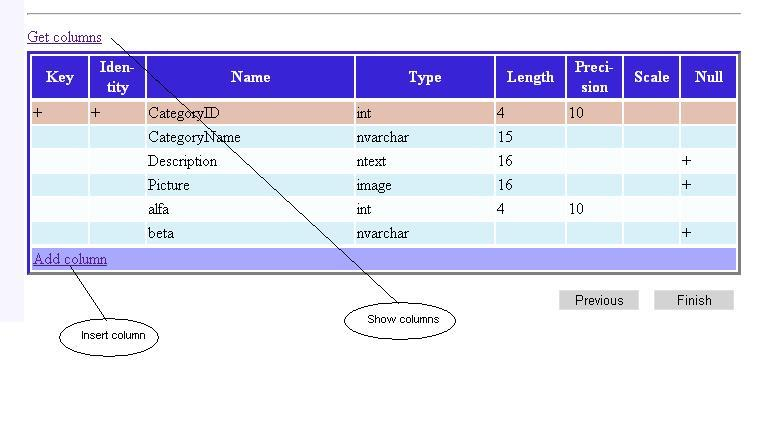 Get columns
Key Iden-
tity Name Type Length Preci-
sion Scale Null
+ + CategoryID int 4 10
CategoryName nvarchar 15
Description ntext 16 +
Picture image 16 +
alfa int 4 10
beta nvarchar +
Add column
Previous Finish
Show columns
Insert column